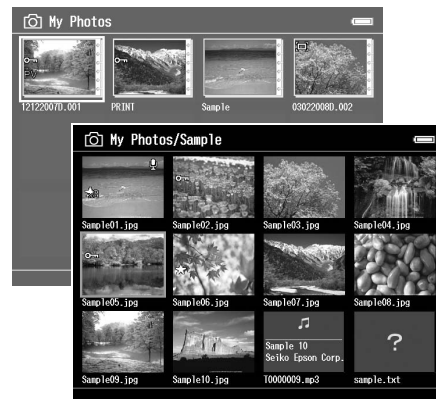 My Photos
12122007D.001
PRINT
Sample
03022008D.002
My Photos/Sample
Sample01.jpg
Sample02.jpg
Sample03.jpg
Sample04.jpg
Sample05.jpg
Sample06.jpg
Sample07.jpg
Sample08.jpg
Sample 10
Seiko Epson Corp.
?
Sample09.jpg
Sample10.jpg
T0000009.mp3
sample.txt